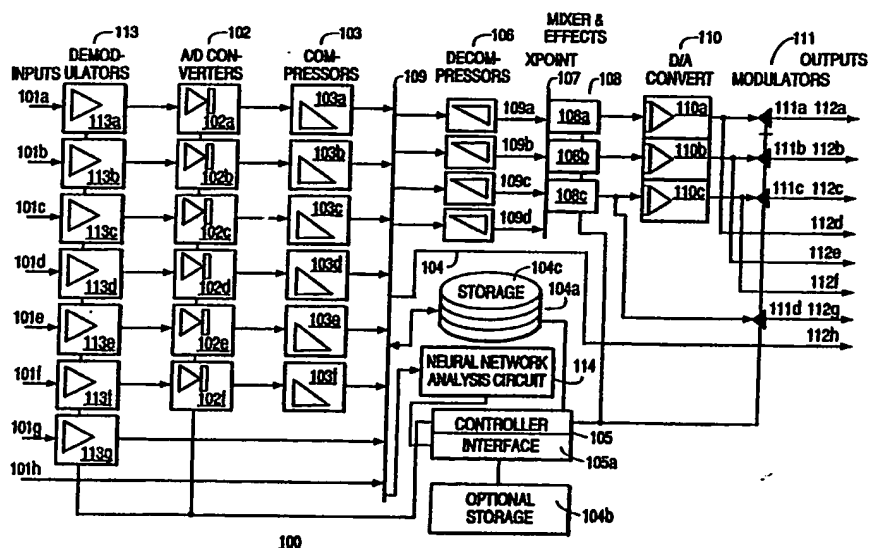 113
DEMOD-
ULATORS
INPUTS
102
A/D CON-
VERTERS
103
COM-
PRESSORS
109
106
DECOM-
PRESSORS
MIXER &
EFFECTS
XPOINT
107
108
110
D/A
CONVERT
111
MODULATORS
OUTPUTS
101a
113a
102a
103a
109a
108a
110a
111a 112a
101b
113b
102b
103b
109b
108b
110b
111b 112b
101c
113c
102c
103c
109c
108c
110c
111c 112c
109d
112d
101d
113d
102d
103d
104
104c
STORAGE
104a
112e
112f
101e
113e
102e
103e
111d 112g
112h
NEURAL NETWORK
ANALYSIS CIRCUIT
114
101f
113f
102f
103f
101g
113g
CONTROLLER
105
INTERFACE
105a
101h
OPTIONAL
STORAGE
104b
100